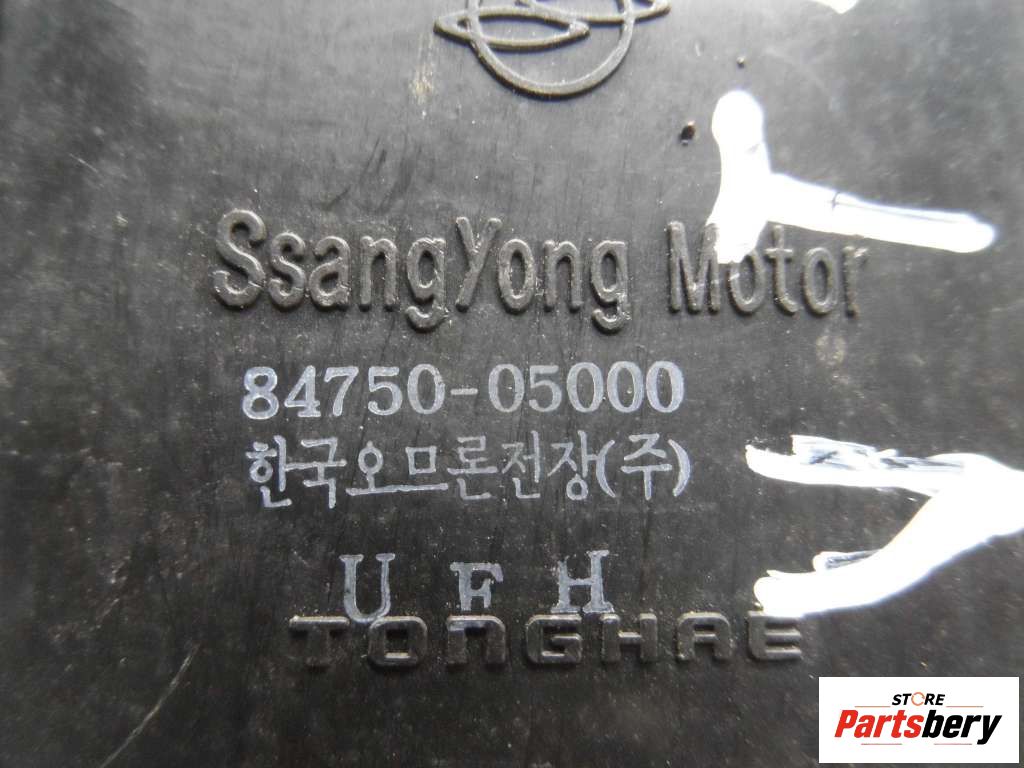 SsangYong Motor
84750-05000
한국오므론전장(주)
U F H
TONGHAE
STORE
Partsbery